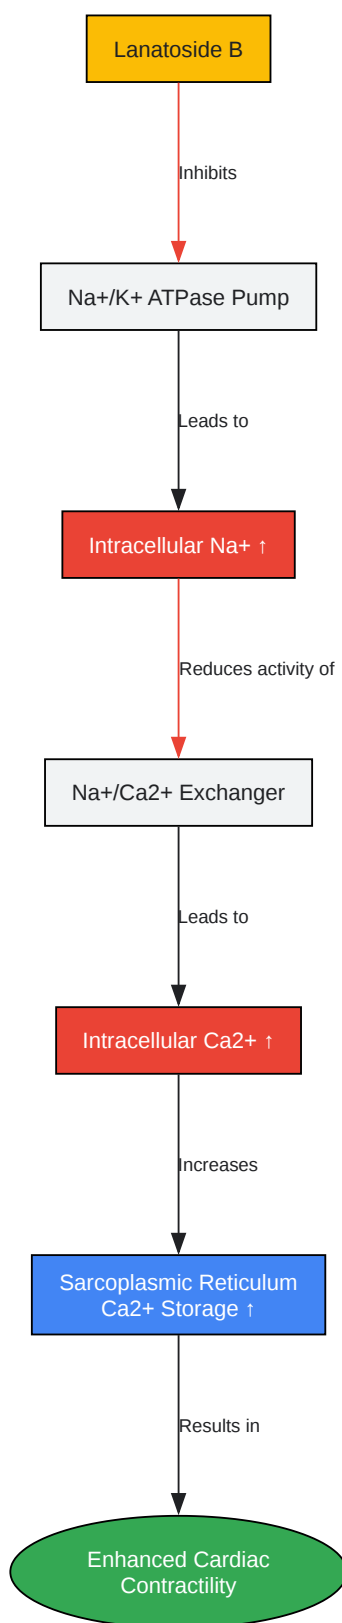 Lanatoside B
Inhibits
Na+/K+ ATPase Pump
Leads to
Intracellular Na+ ↑
Reduces activity of
Na+/Ca2+ Exchanger
Leads to
Intracellular Ca2+ ↑
Increases
Sarcoplasmic Reticulum
Ca2+ Storage ↑
Results in
Enhanced Cardiac
Contractility